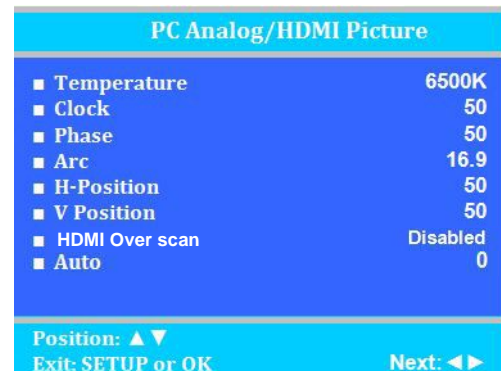 PC Analog/HDMI Picture
■ Temperature 6500K
■ Clock 50
■ Phase 50
■ Arc 16.9
■ H-Position 50
■ V Position 50
■ HDMI Over scan Disabled
■ Auto 0
Position: ▲ ▼
Exit: SETUP or OK Next: ◀ ▶